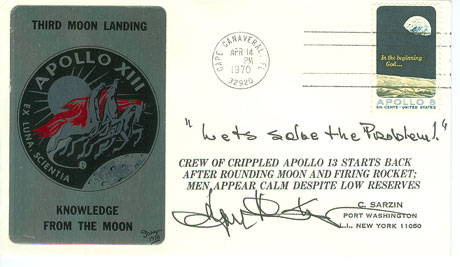 THIRD MOON LANDING
APOLLO XIII
EX LUNA, SCIENTIA
KNOWLEDGE
FROM THE MOON
1970
CAPE CANAVERAL, FL
APR 14
PM
1970
32920
In the beginning
God...
APOLLO 8
SIX CENTS • UNITED STATES
"Let's solve the Problem!"
CREW OF CRIPPLED APOLLO 13 STARTS BACK
AFTER ROUNDING MOON AND FIRING ROCKET;
MEN APPEAR CALM DESPITE LOW RESERVES
C. SARZIN
PORT WASHINGTON
L.I., NEW YORK 11050